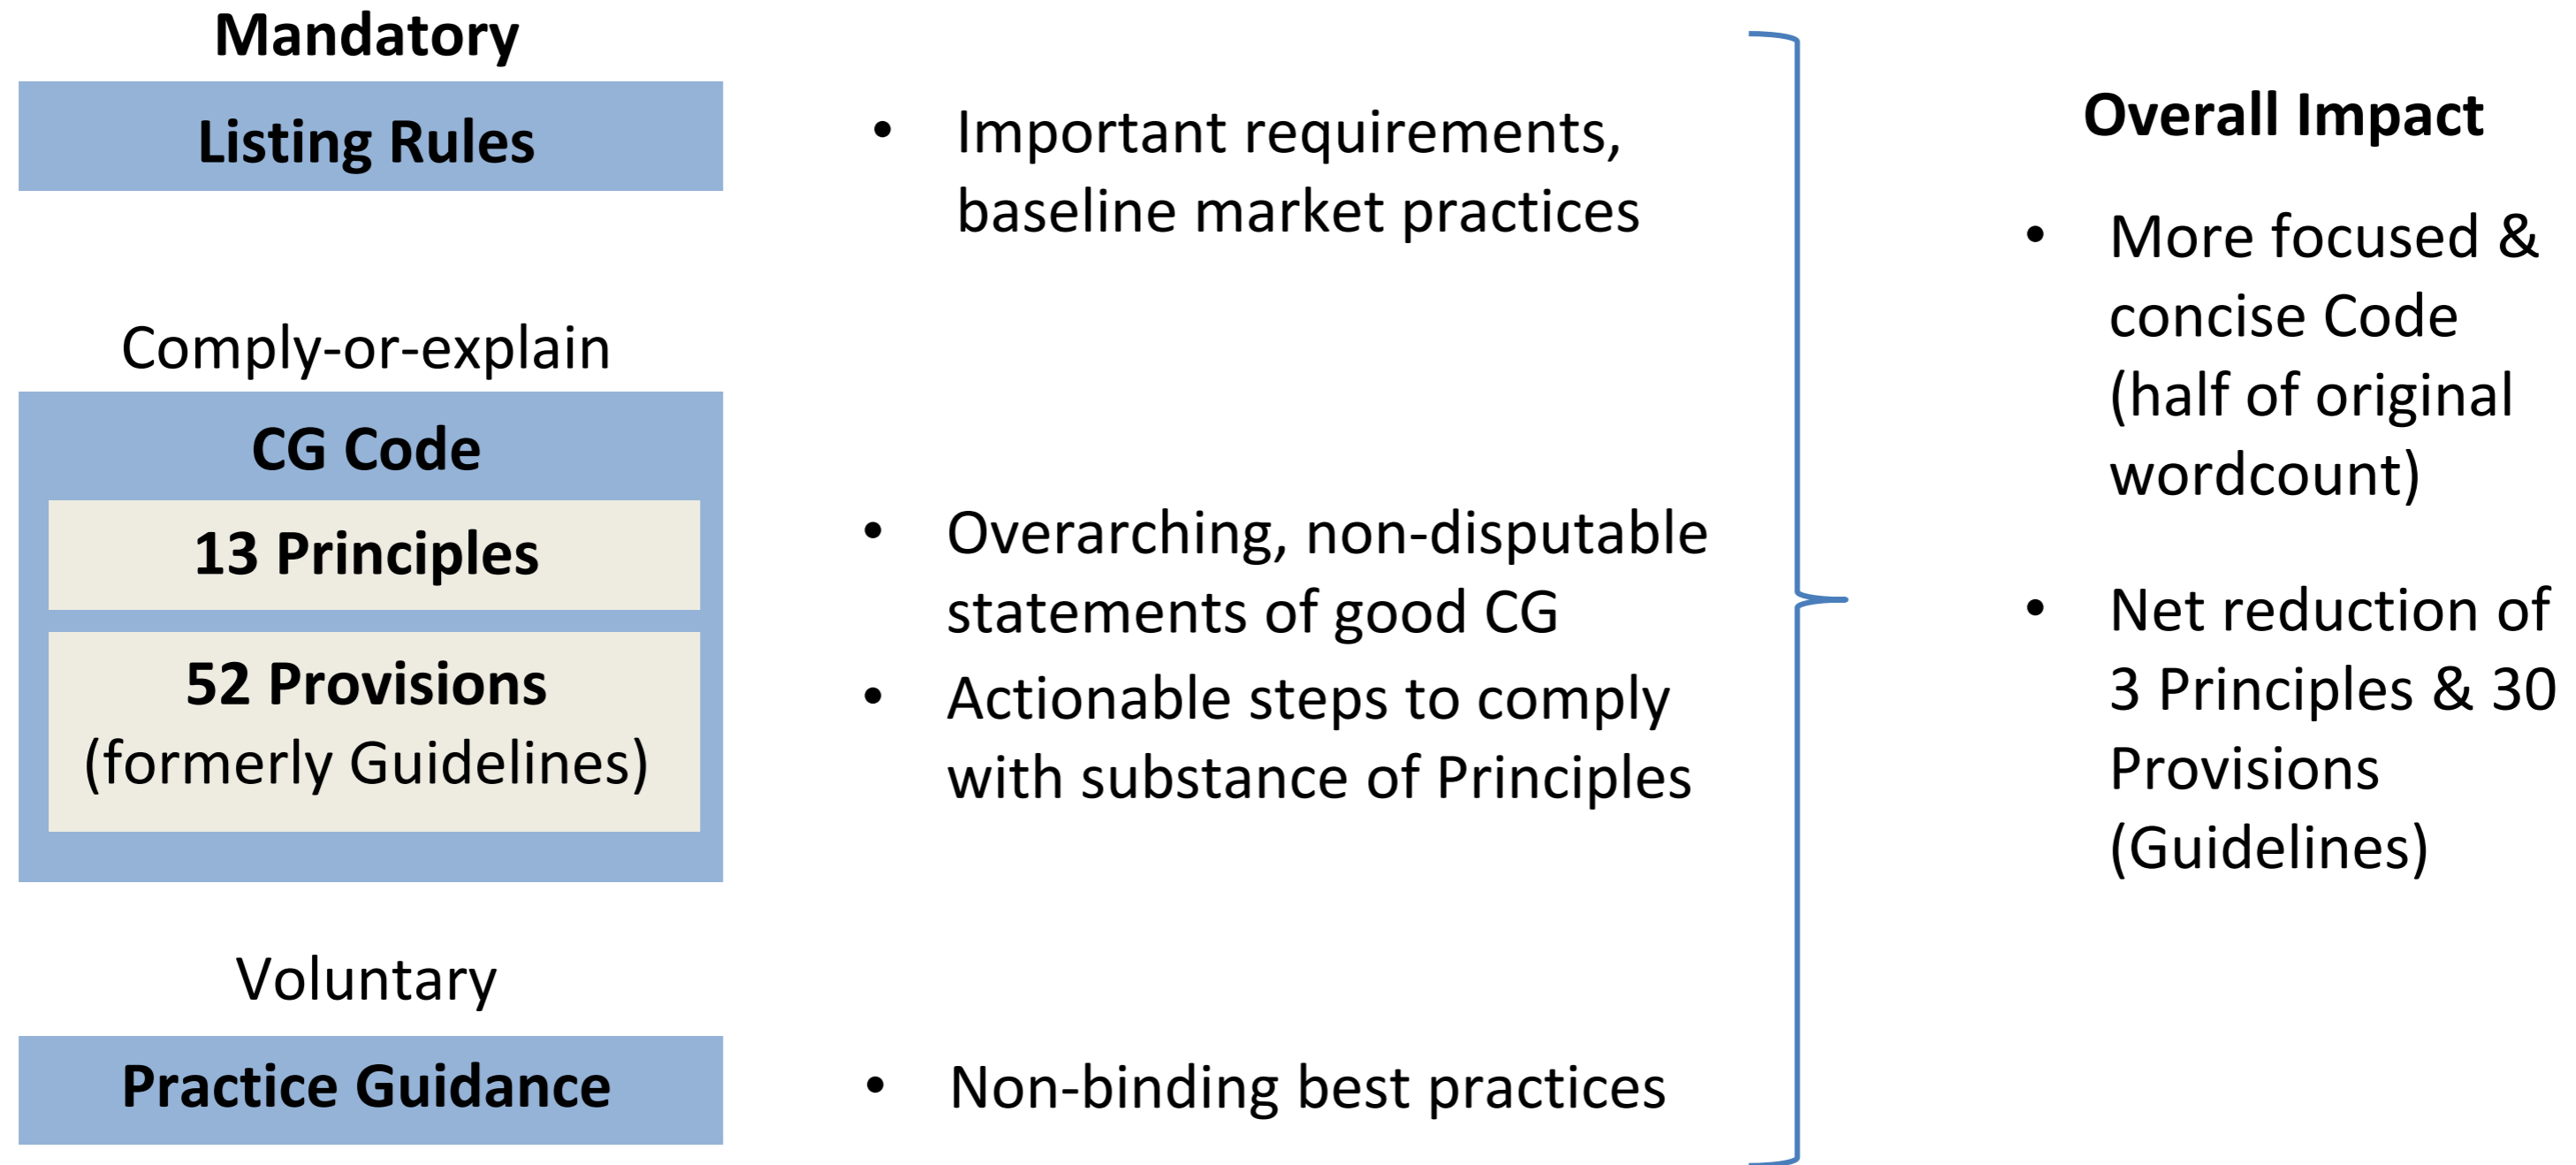 Mandatory
Listing Rules
• Important requirements,
baseline market practices
Comply-or-explain
CG Code
13 Principles
52 Provisions
(formerly Guidelines)
• Overarching, non-disputable
statements of good CG
• Actionable steps to comply
with substance of Principles
Voluntary
Practice Guidance
• Non-binding best practices
Overall Impact
• More focused &
concise Code
(half of original
wordcount)
• Net reduction of
3 Principles & 30
Provisions
(Guidelines)